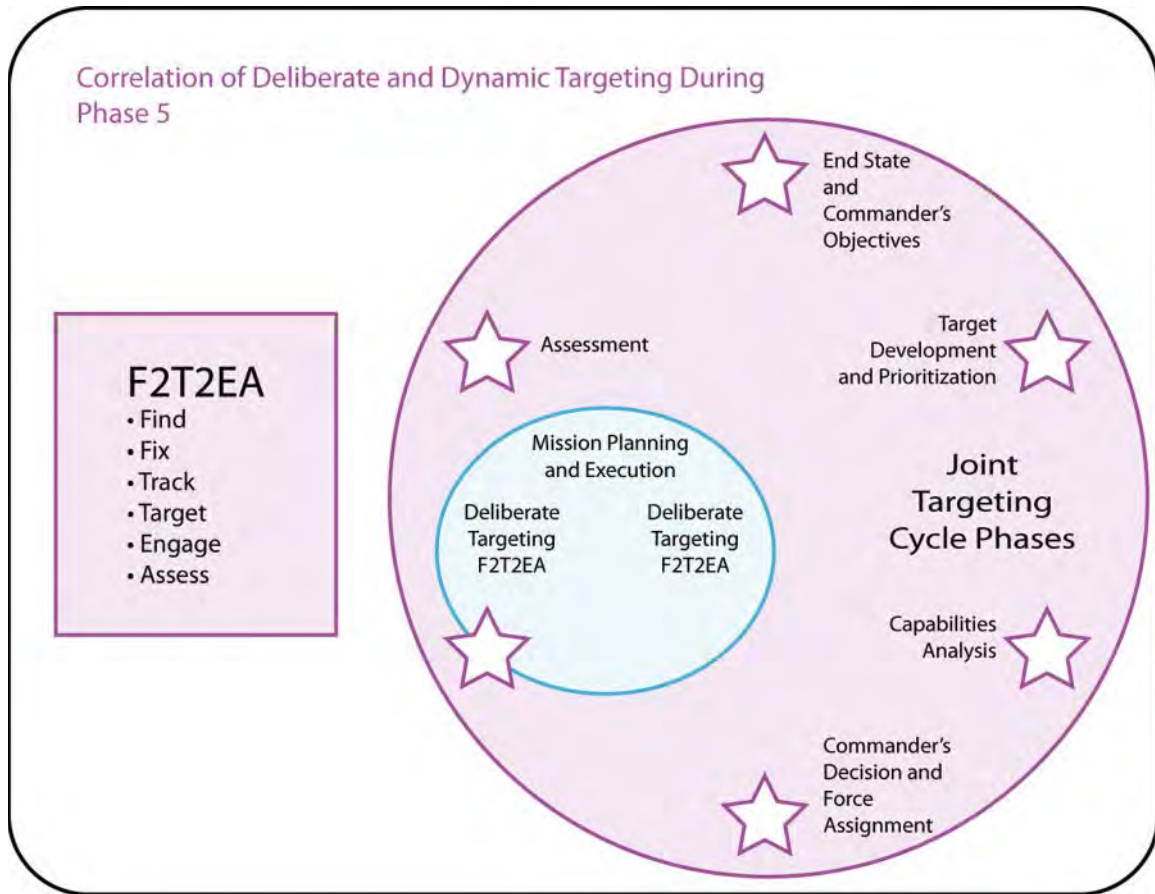 Correlation of Deliberate and Dynamic Targeting During
Phase 5
F2T2EA
• Find
• Fix
• Track
• Target
• Engage
• Assess
End State
and
Commander's
Objectives
Target
Development
and Prioritization
Joint
Targeting
Cycle Phases
Capabilities
Analysis
Commander's
Decision and
Force
Assignment
Mission Planning
and Execution
Deliberate
Targeting
F2T2EA
Deliberate
Targeting
F2T2EA
Assessment